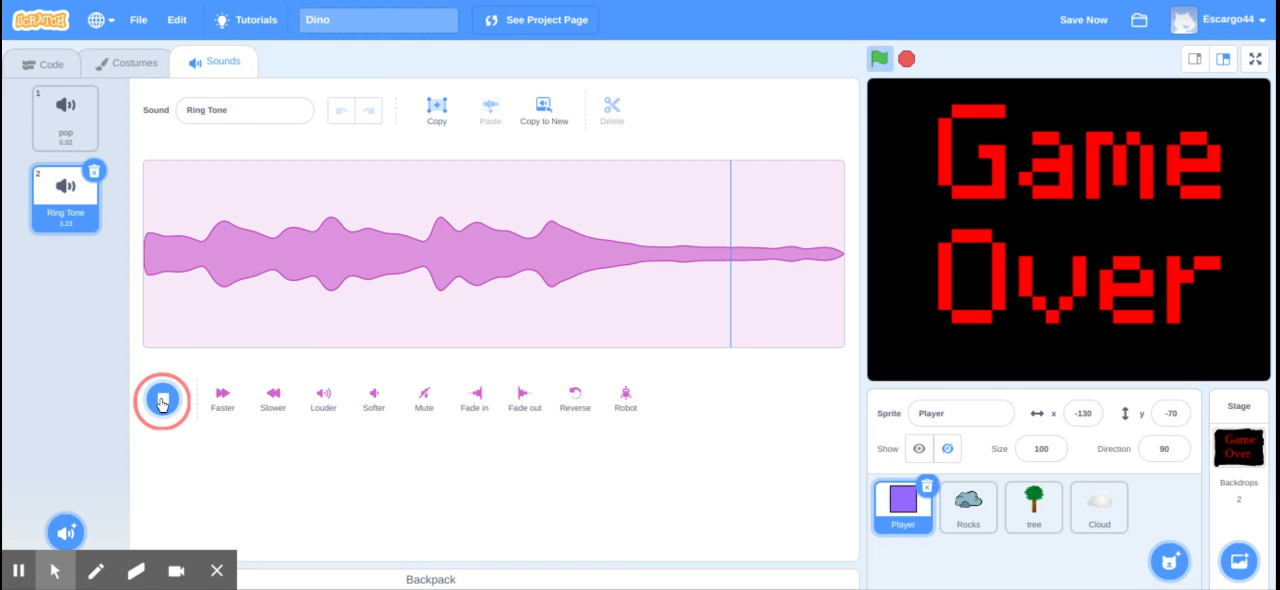 SCRATCH File Edit Tutorials Dino See Project Page Save Now Escargot44
Code Costumes Sounds
1
pop
0.02
2
Ring Tone
3.23
Sound Ring Tone Copy Paste Copy to New Delete
Faster Slower Louder Softer Mute Fade in Fade out Reverse Robot
Backpack
Game
Over
Sprite Player x -130 y -70
Show Size 100 Direction 90
Player Rocks tree Cloud
Stage
Game
Over
Backdrops
2